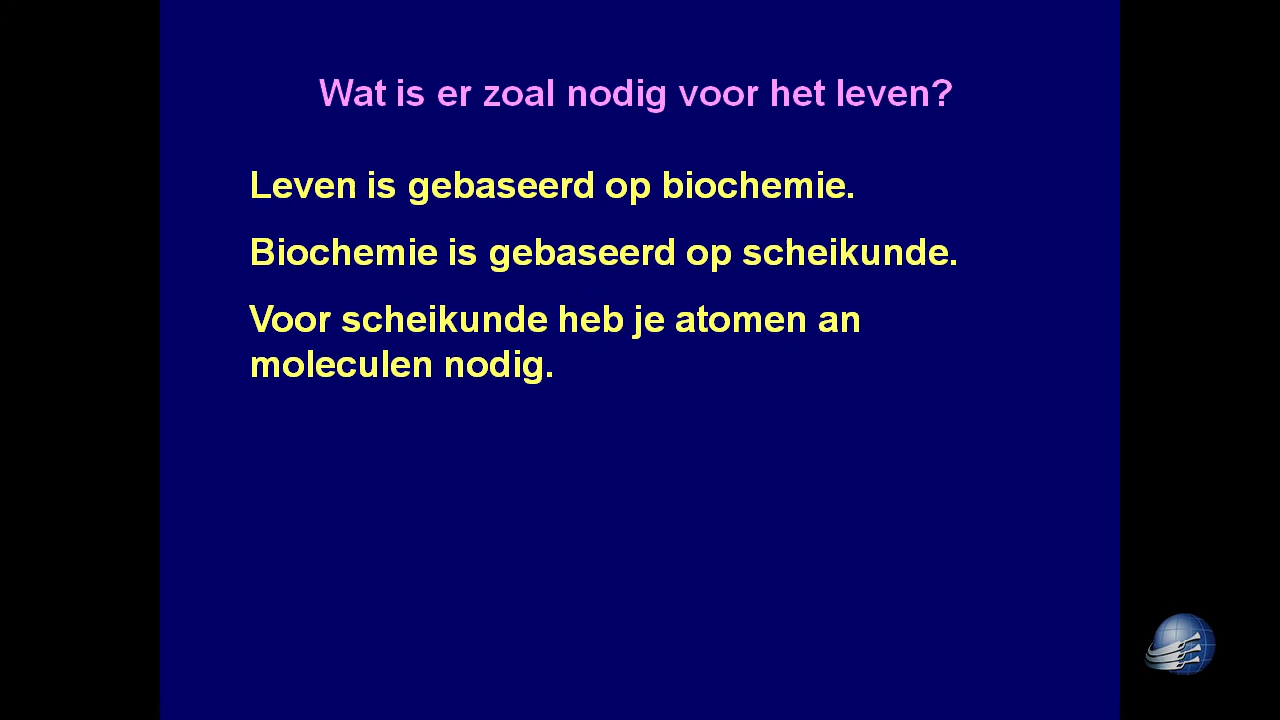 Wat is er zoal nodig voor het leven?
Leven is gebaseerd op biochemie.
Biochemie is gebaseerd op scheikunde.
Voor scheikunde heb je atomen an
moleculen nodig.